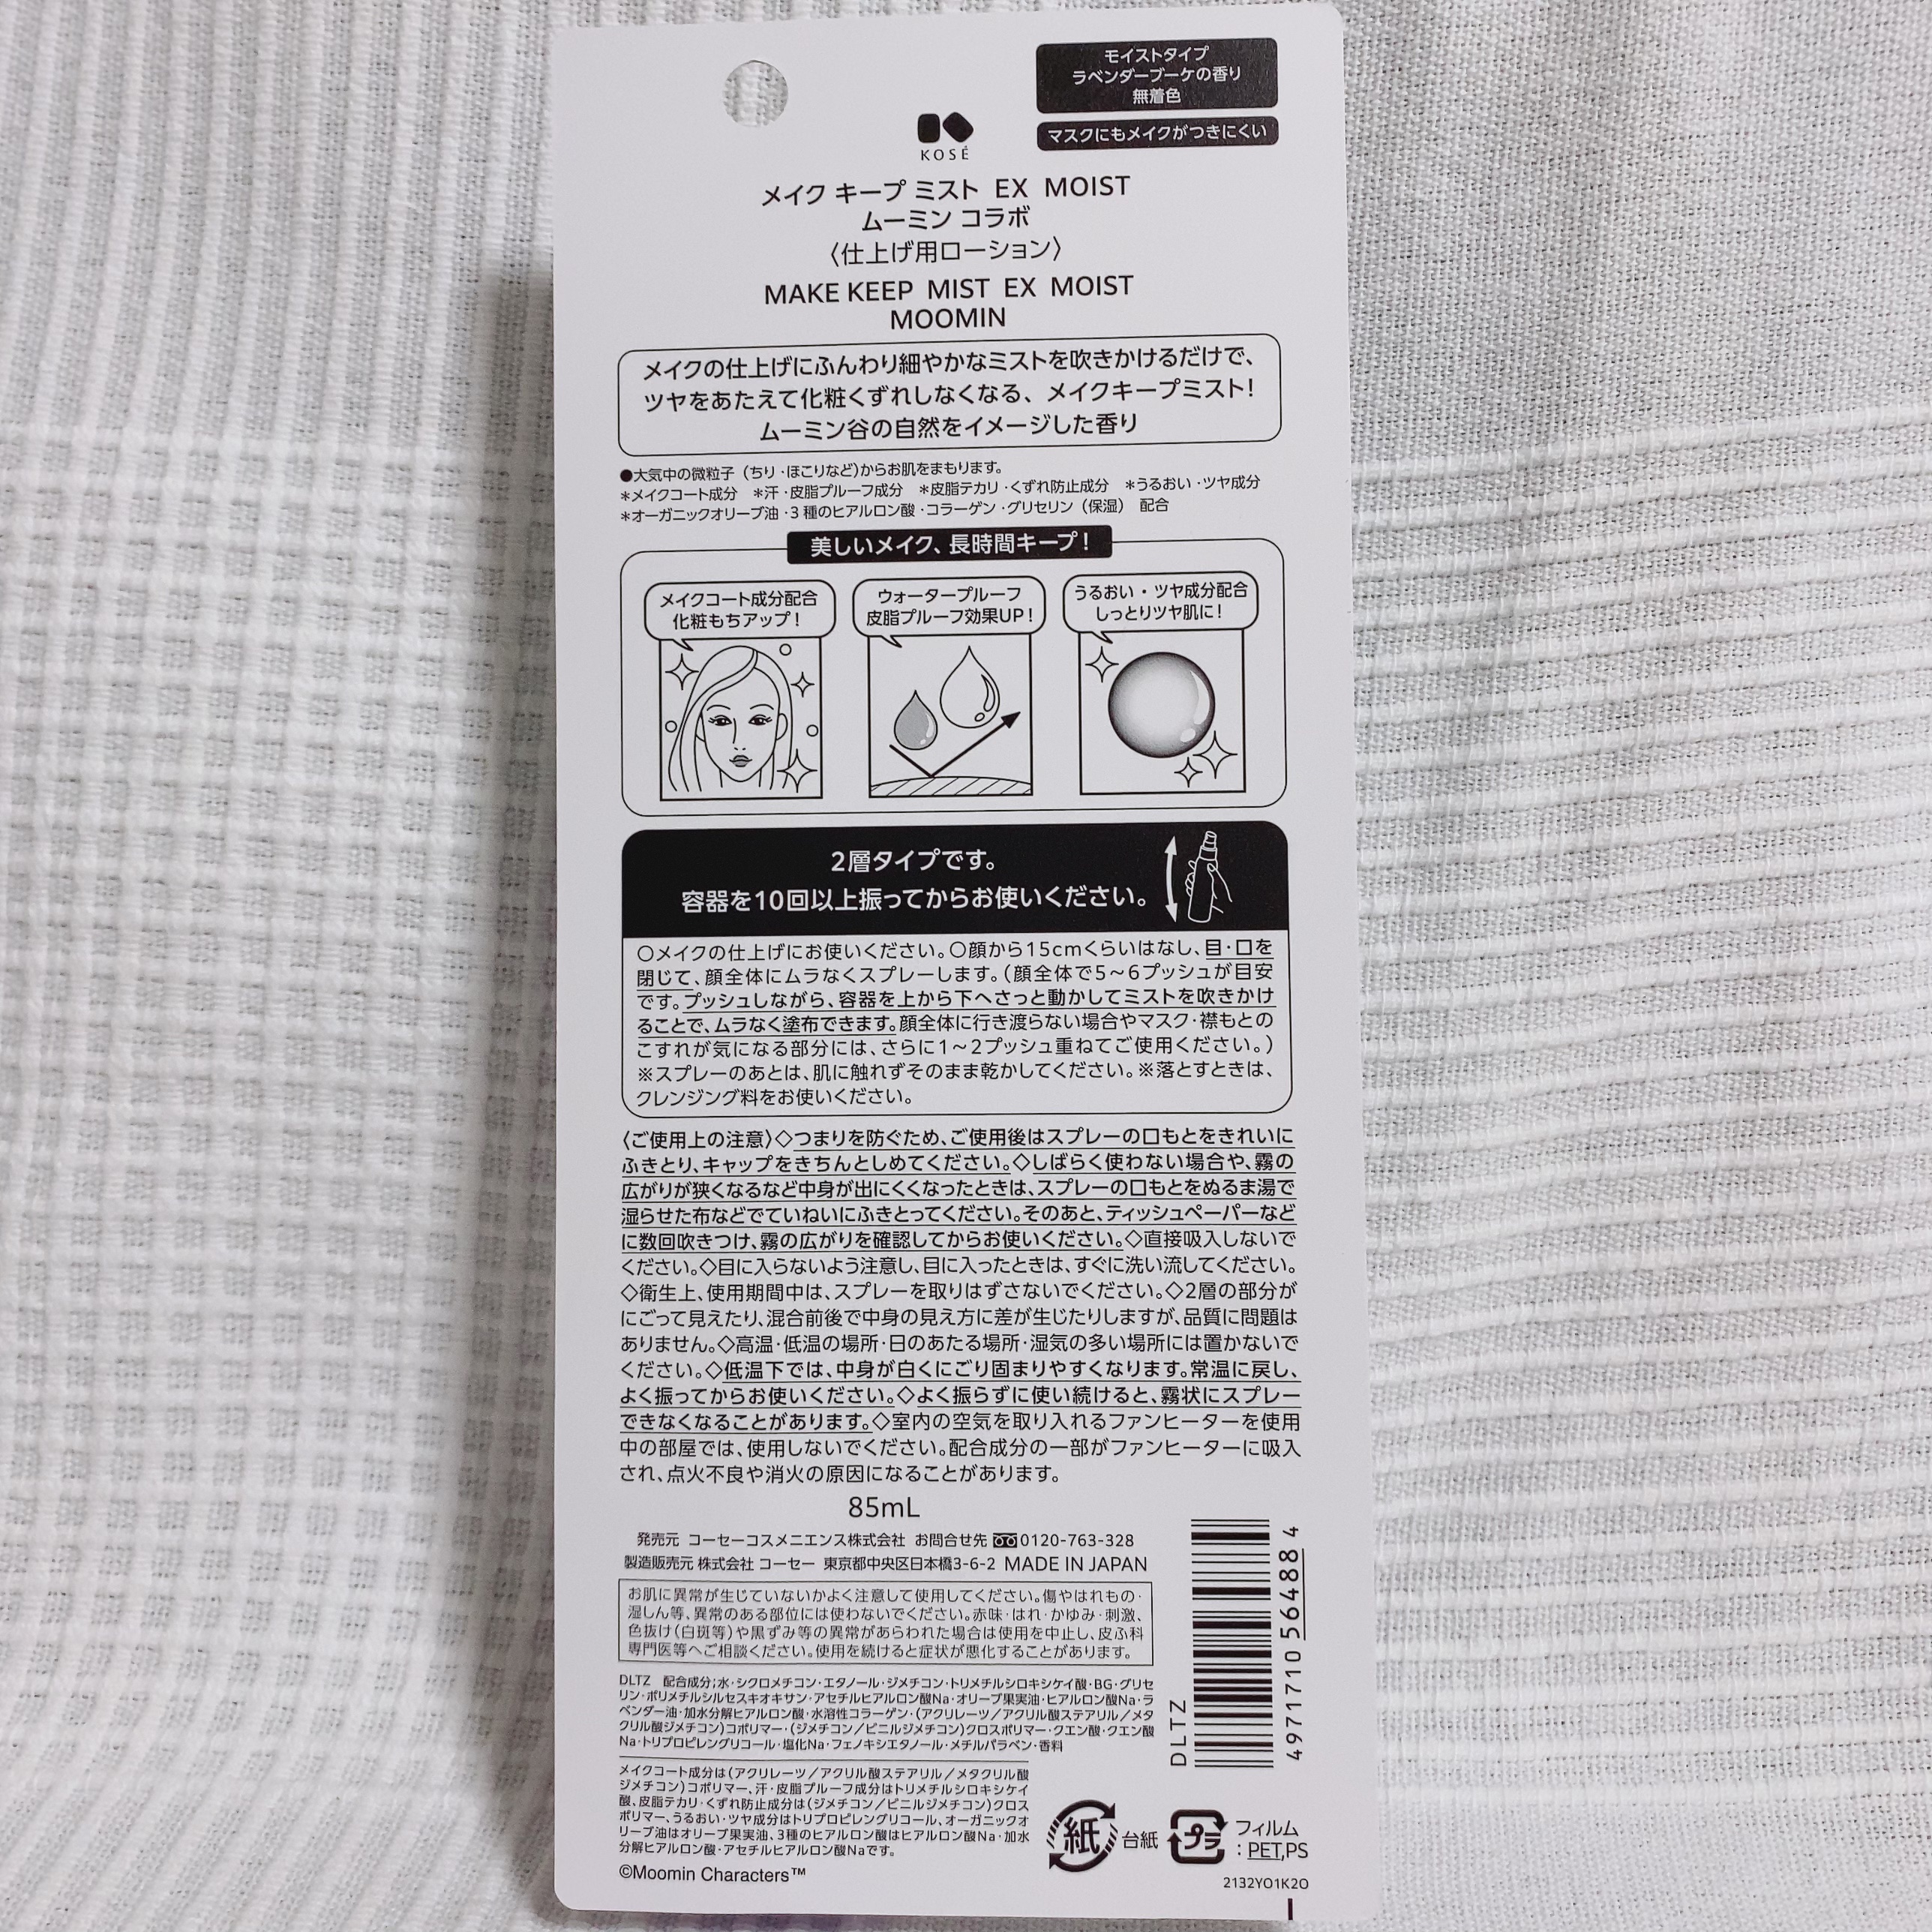 モイストタイプ
ラベンダーブーケの香り
無着色
マスクにもメイクがつきにくい
KOSÉ
メイク キープ ミスト EX MOIST
ムーミン コラボ
〈仕上げ用ローション〉
MAKE KEEP MIST EX MOIST
MOOMIN
メイクの仕上げにふんわり細やかなミストを吹きかけるだけで、
ツヤをあたえて化粧くずれしなくなる、メイクキープミスト!
ムーミン谷の自然をイメージした香り
●大気中の微粒子（ちり・ほこりなど）からお肌をまもります。
＊メイクコート成分 ＊汗・皮脂プルーフ成分 ＊皮脂テカリ・くずれ防止成分 ＊うるおい・ツヤ成分
＊オーガニックオリーブ油・3種のヒアルロン酸・コラーゲン・グリセリン（保湿） 配合
美しいメイク、長時間キープ!
メイクコート成分配合
化粧もちアップ!
ウォータープルーフ
皮脂プルーフ効果UP!
うるおい・ツヤ成分配合
しっとりツヤ肌に!
2層タイプです。
容器を10回以上振ってからお使いください。
○メイクの仕上げにお使いください。○顔から15cmくらいはなし、目・口を
閉じて、顔全体にムラなくスプレーします。（顔全体で5～6プッシュが目安
です。プッシュしながら、容器を上から下へさっと動かしてミストを吹きかけ
ることで、ムラなく塗布できます。顔全体に行き渡らない場合やマスク・襟もとの
こすれが気になる部分には、さらに1～2プッシュ重ねてご使用ください。）
※スプレーのあとは、肌に触れずそのまま乾かしてください。※落とすときは、
クレンジング料をお使いください。
〈ご使用上の注意〉◇つまりを防ぐため、ご使用後はスプレーの口もとをきれいに
ふきとり、キャップをきちんとしめてください。◇しばらく使わない場合や、霧の
広がりが狭くなるなど中身が出にくくなったときは、スプレーの口もとをぬるま湯で
湿らせた布などでていねいにふきとってください。そのあと、ティッシュペーパーなど
に数回吹きつけ、霧の広がりを確認してからお使いください。◇直接吸入しないで
ください。◇目に入らないよう注意し、目に入ったときは、すぐに洗い流してください。
◇衛生上、使用期間中は、スプレーを取りはずさないでください。◇2層の部分が
にごって見えたり、混合前後で中身の見え方に差が生じたりしますが、品質に問題は
ありません。◇高温・低温の場所・日のあたる場所・湿気の多い場所には置かないで
ください。◇低温下では、中身が白くにごり固まりやすくなります。常温に戻し、
よく振ってからお使いください。◇よく振らずに使い続けると、霧状にスプレー
できなくなることがあります。◇室内の空気を取り入れるファンヒーターを使用
中の部屋では、使用しないでください。配合成分の一部がファンヒーターに吸入
され、点火不良や消火の原因になることがあります。
85mL
発売元 コーセーコスメニエンス株式会社 お問合せ先 0120-763-328
製造販売元 株式会社 コーセー 東京都中央区日本橋3-6-2 MADE IN JAPAN
お肌に異常が生じていないかよく注意して使用してください。傷やはれもの・
湿しん等、異常のある部位には使わないでください。赤味・はれ・かゆみ・刺激、
色抜け（白斑等）や黒ずみ等の異常があらわれた場合は使用を中止し、皮ふ科
専門医等へご相談ください。使用を続けると症状が悪化することがあります。
DLTZ 配合成分;水・シクロメチコン・エタノール・ジメチコン・トリメチルシロキシケイ酸・BG・グリセ
リン・ポリメチルシルセスキオキサン・アセチルヒアルロン酸Na・オリーブ果実油・ヒアルロン酸Na・ラ
ベンダー油・加水分解ヒアルロン酸・水溶性コラーゲン・（アクリレーツ／アクリル酸ステアリル／メタ
クリル酸ジメチコン）コポリマー・（ジメチコン／ビニルジメチコン）クロスポリマー・クエン酸・クエン酸
Na・トリプロピレングリコール・塩化Na・フェノキシエタノール・メチルパラベン・香料
メイクコート成分は（アクリレーツ／アクリル酸ステアリル／メタクリル酸
ジメチコン）コポリマー、汗・皮脂プルーフ成分はトリメチルシロキシケイ
酸、皮脂テカリ・くずれ防止成分は（ジメチコン／ビニルジメチコン）クロス
ポリマー、うるおい・ツヤ成分はトリプロピレングリコール、オーガニックオ
リーブ油はオリーブ果実油、3種のヒアルロン酸はヒアルロン酸Na・加水
分解ヒアルロン酸・アセチルヒアルロン酸Naです。
©Moomin Characters™
DLTZ
4971710 564884
紙 台紙
プラ
フィルム
: PET,PS
2132YO1K2O